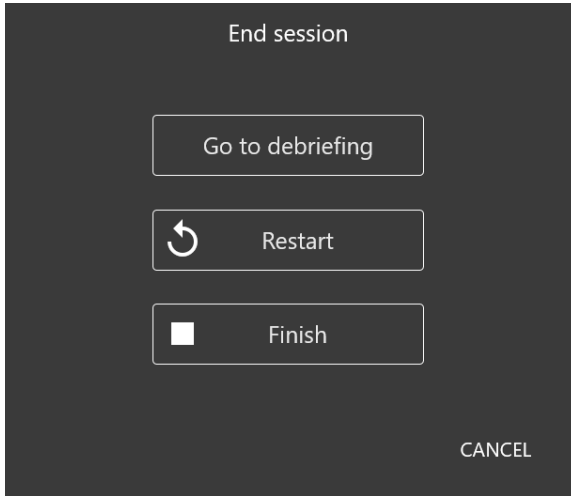 End session
Go to debriefing
Restart
Finish
CANCEL